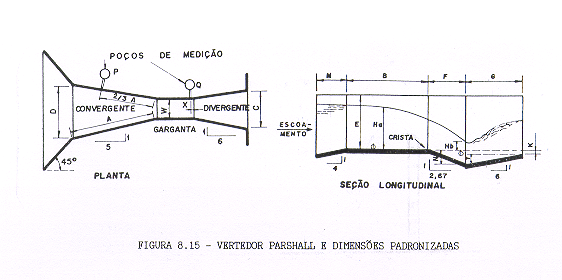 POÇOS DE MEDIÇÃO
P
Q
2/3 A
CONVERGENTE
D
A
W
X
DIVERGENTE
C
GARGANTA
5
1
6
1
45º
PLANTA
M
B
F
G
ESCOA-
MENTO
E
Ha
CRISTA
Hb
K
N
4
1
1
2,67
6
1
SEÇÃO LONGITUDINAL
FIGURA 8.15 - VERTEDOR PARSHALL E DIMENSÕES PADRONIZADAS